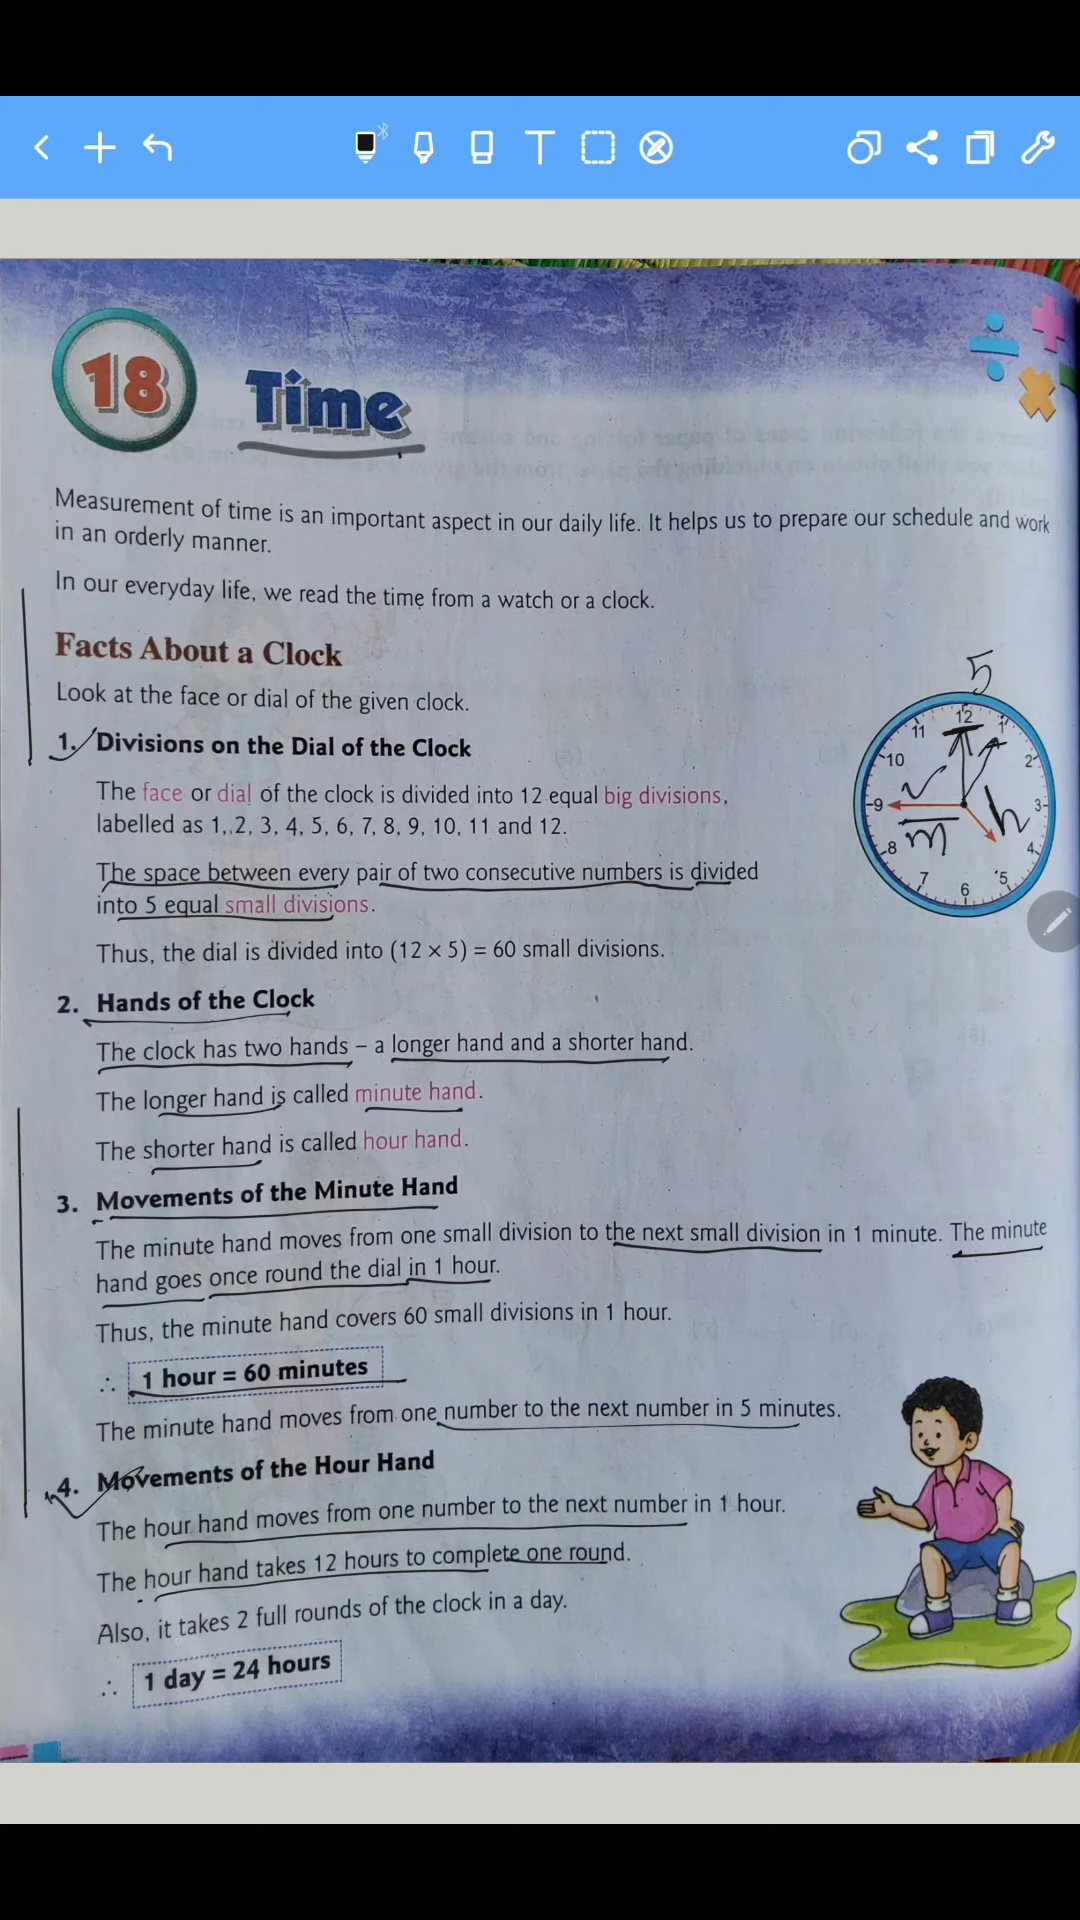 18
Time
Measurement of time is an important aspect in our daily life. It helps us to prepare our schedule and work
in an orderly manner.
In our everyday life, we read the time from a watch or a clock.
Facts About a Clock
Look at the face or dial of the given clock.
5
12
1
2
3
4
5
6
7
8
9
10
11
m
h
1. Divisions on the Dial of the Clock
The face or dial of the clock is divided into 12 equal big divisions,
labelled as 1, 2, 3, 4, 5, 6, 7, 8, 9, 10, 11 and 12.
The space between every pair of two consecutive numbers is divided
into 5 equal small divisions.
Thus, the dial is divided into (12 × 5) = 60 small divisions.
2. Hands of the Clock
The clock has two hands – a longer hand and a shorter hand.
The longer hand is called minute hand.
The shorter hand is called hour hand.
3. Movements of the Minute Hand
The minute hand moves from one small division to the next small division in 1 minute. The minute
hand goes once round the dial in 1 hour.
Thus, the minute hand covers 60 small divisions in 1 hour.
∴ 1 hour = 60 minutes
The minute hand moves from one number to the next number in 5 minutes.
4. Movements of the Hour Hand
The hour hand moves from one number to the next number in 1 hour.
The hour hand takes 12 hours to complete one round.
Also, it takes 2 full rounds of the clock in a day.
∴ 1 day = 24 hours